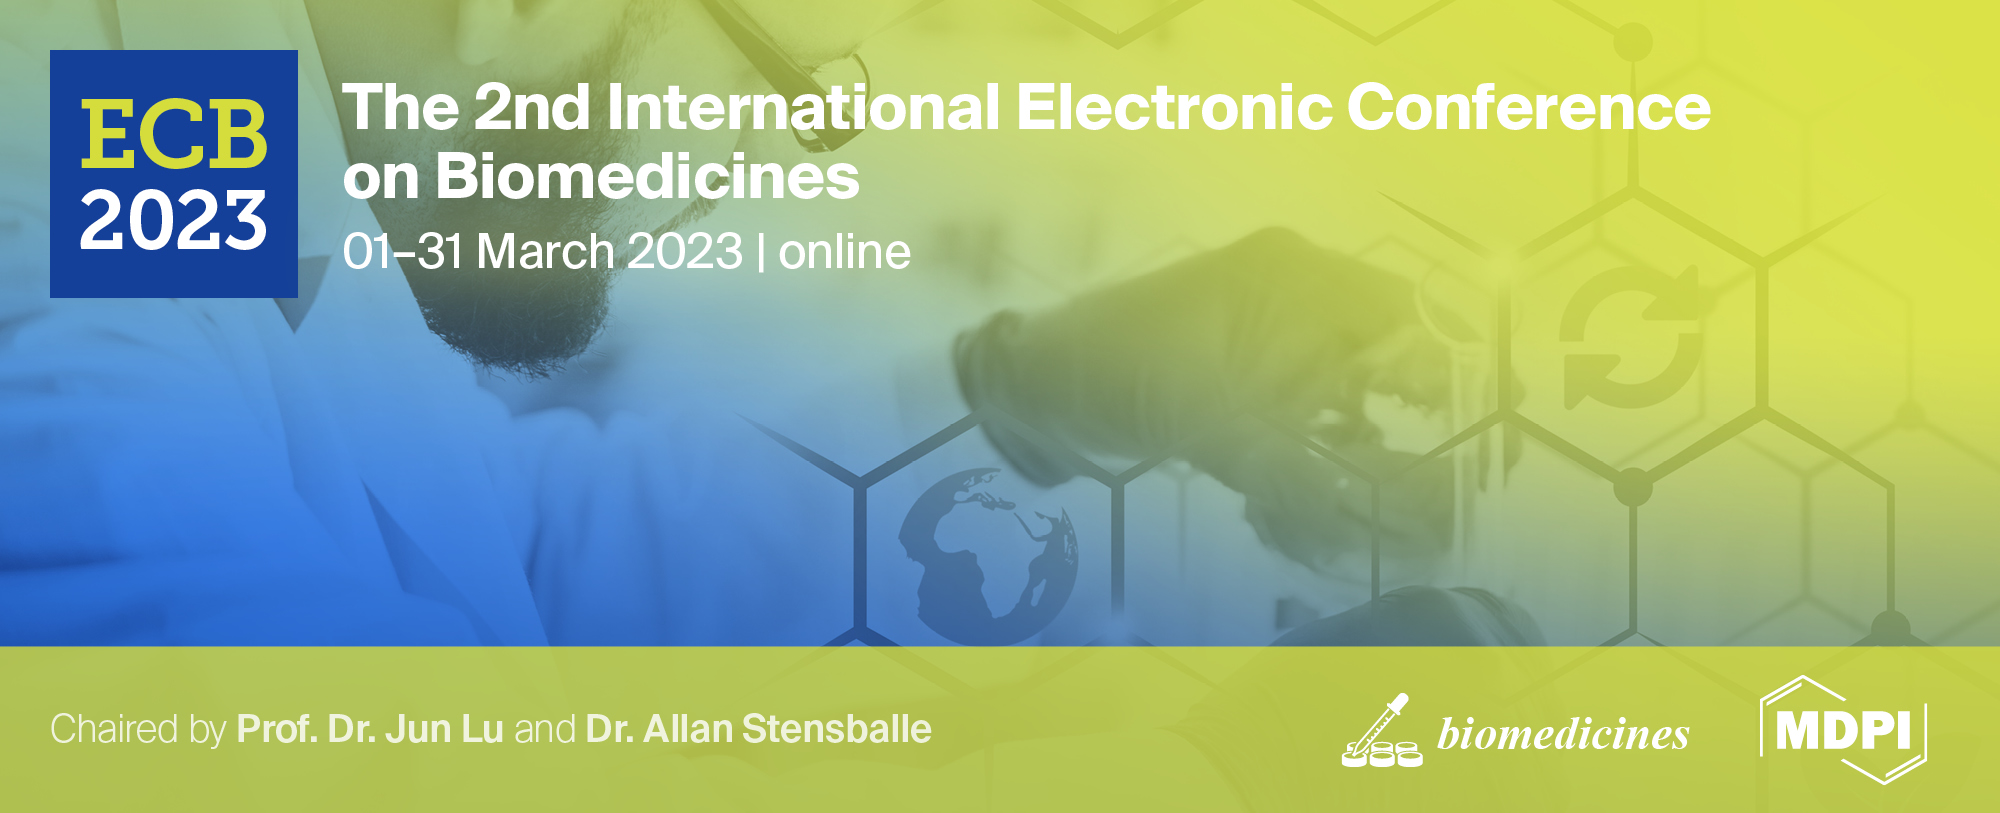 ECB
2023
The 2nd International Electronic Conference
on Biomedicines
01–31 March 2023 | online
Chaired by Prof. Dr. Jun Lu and Dr. Allan Stensballe
biomedicines
MDPI